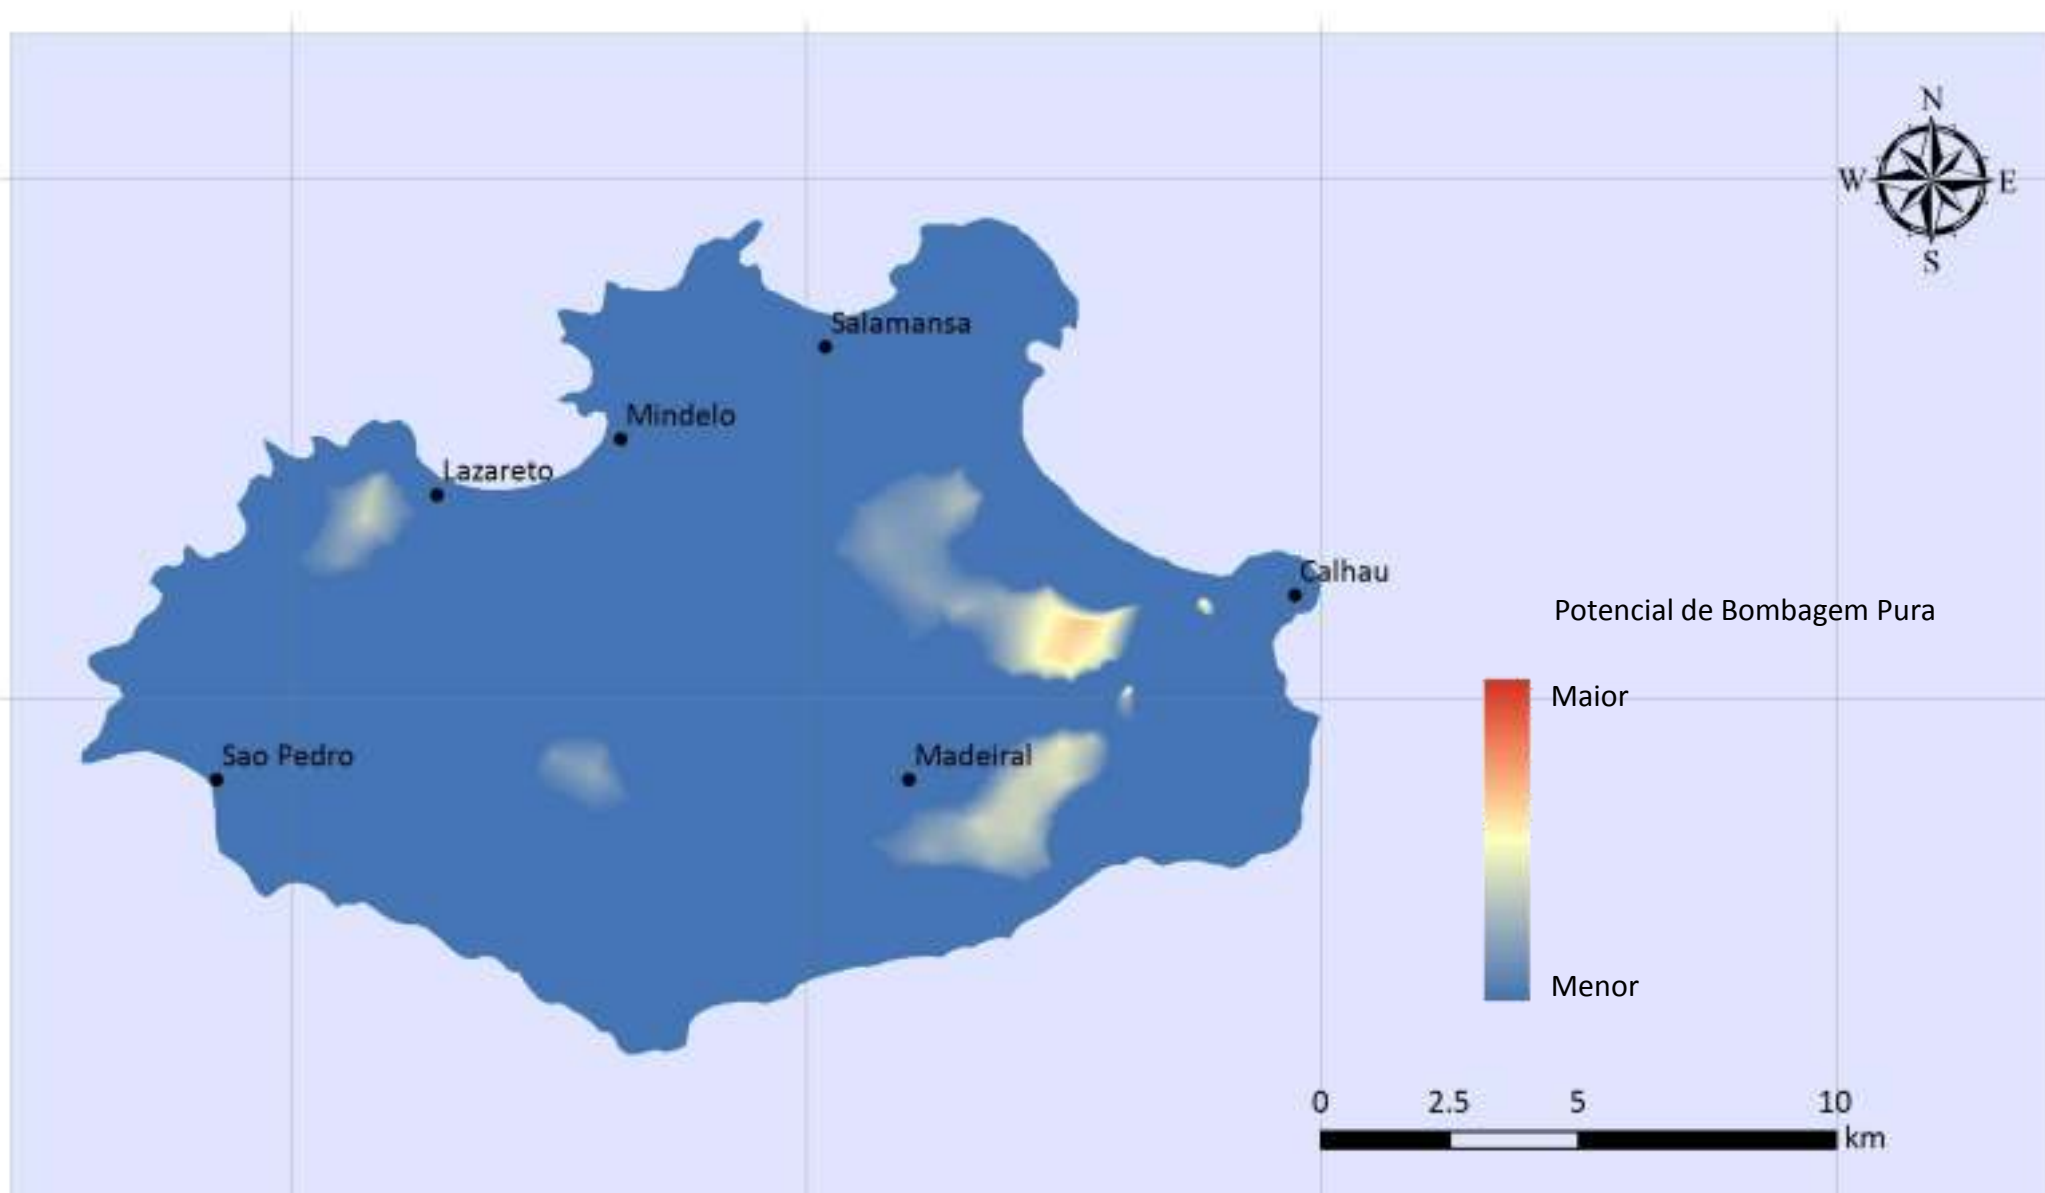 N
W E
S
Salamansa
Mindelo
Lazareto
Calhau
Potencial de Bombagem Pura
Maior
Sao Pedro
Madeiral
Menor
0 2.5 5 10
km